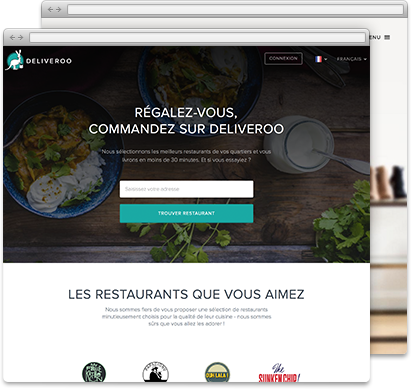 ENU
DELIVEROO
CONNEXION
FRANÇAIS
RÉGALEZ-VOUS,
COMMANDEZ SUR DELIVEROO
Nous sélectionnons les meilleurs restaurants de vos quartiers et vous
livrons en moins de 30 minutes. Et si vous essayiez ?
Saisissez votre adresse
TROUVER RESTAURANT
LES RESTAURANTS QUE VOUS AIMEZ
Nous sommes fiers de vous proposer une sélection de restaurants
minutieusement choisis pour la qualité de leur cuisine - nous sommes
sûrs que vous allez les adorer !
OUH LALA !
The
SUNKEN CHIP!